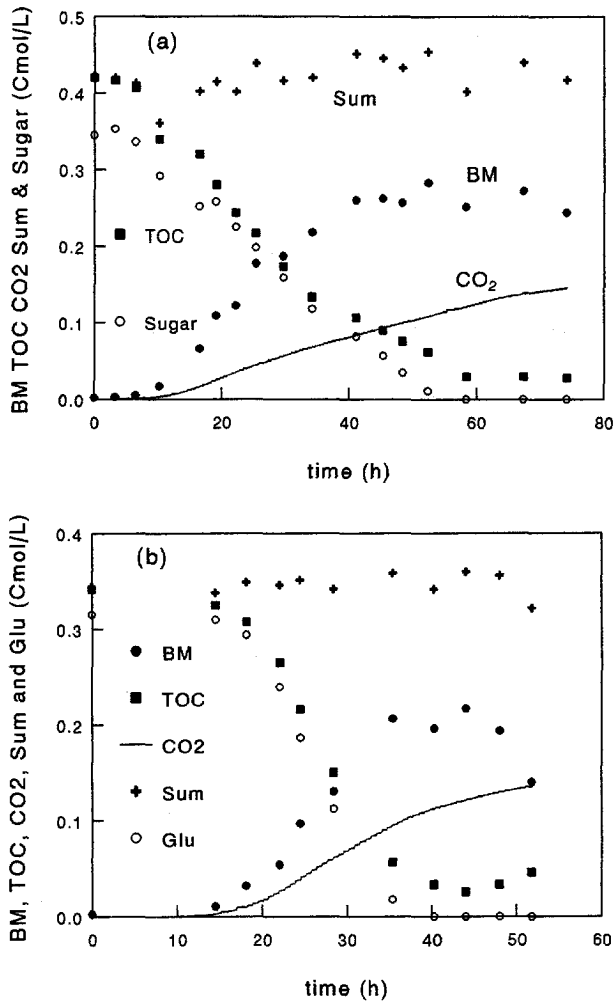 BM TOC CO2 Sum & Sugar (Cmol/L)
0.5
0.4
0.3
0.2
0.1
0.0
(a)
Sum
BM
TOC
CO₂
Sugar
0
20
40
60
80
time (h)
BM, TOC, CO2, Sum and Glu (Cmol/L)
0.4
0.3
0.2
0.1
0.0
(b)
BM
TOC
CO2
Sum
Glu
0
10
20
30
40
50
60
time (h)